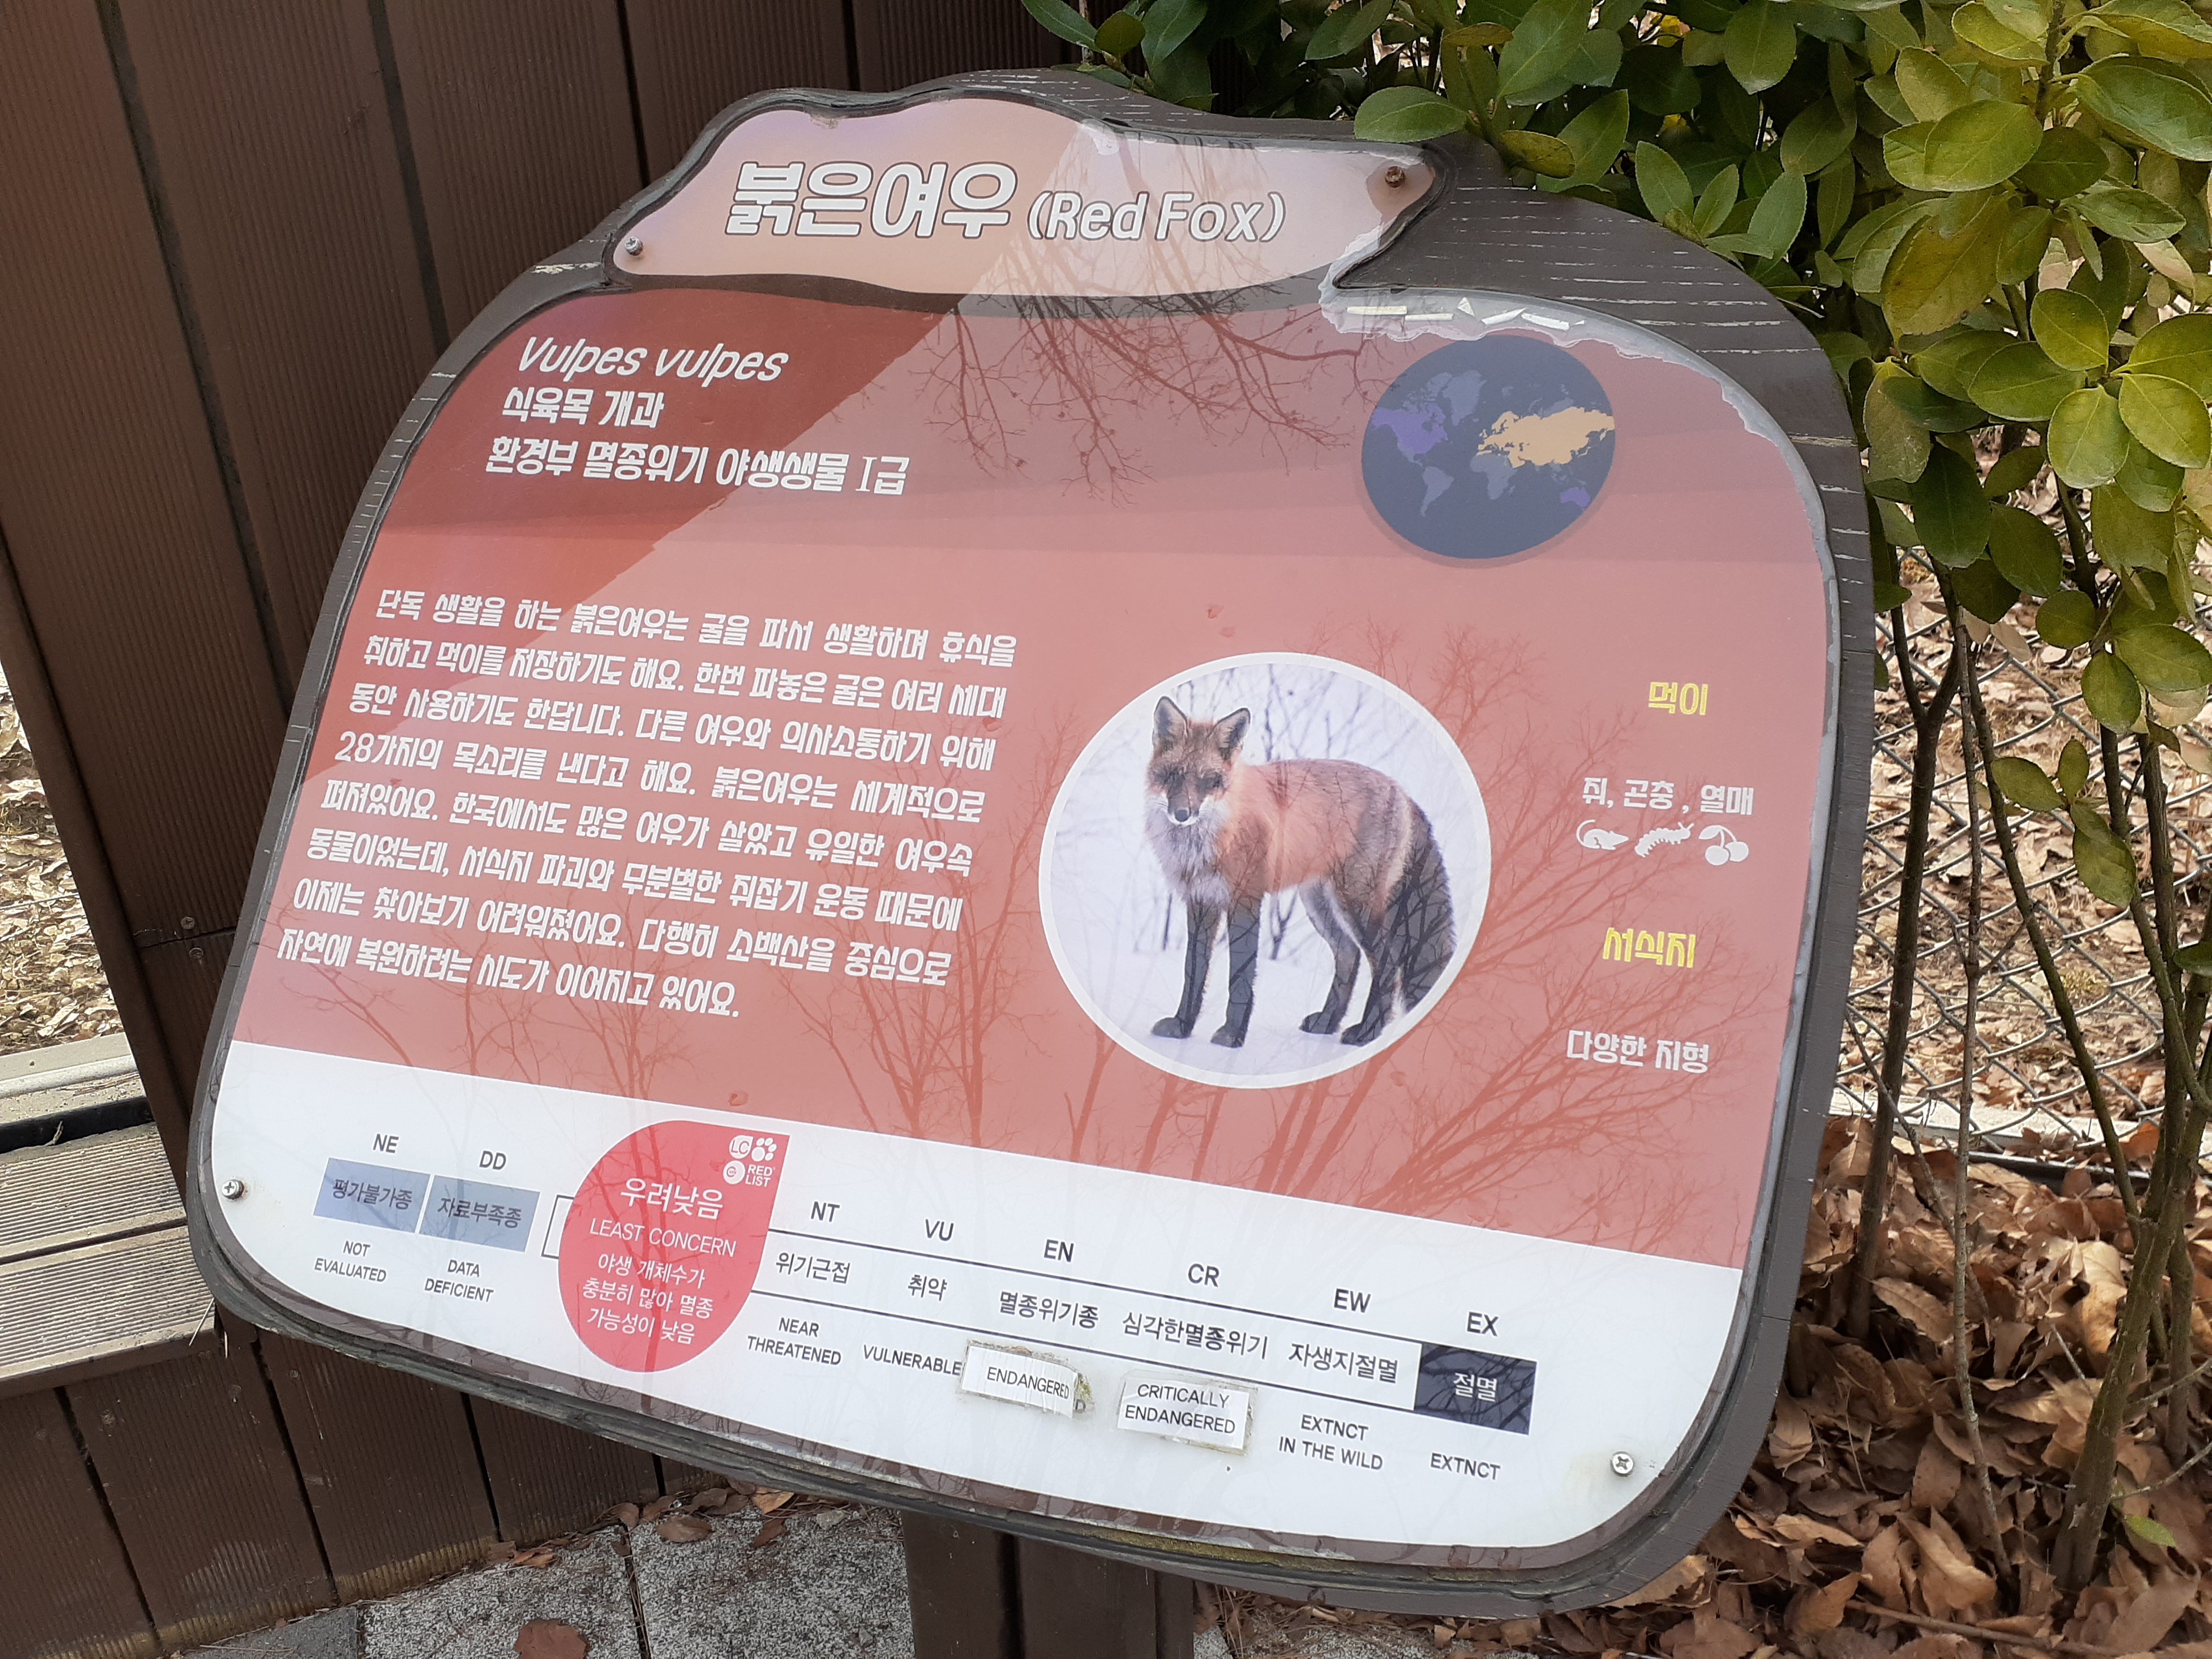 붉은여우 (Red Fox)
Vulpes vulpes
식육목 개과
환경부 멸종위기 야생생물 Ⅰ급
단독 생활을 하는 붉은여우는 굴을 파서 생활하며 휴식을
취하고 먹이를 저장하기도 해요. 한번 파놓은 굴은 여러 세대
동안 사용하기도 한답니다. 다른 여우와 의사소통하기 위해
28가지의 목소리를 낸다고 해요. 붉은여우는 세계적으로
퍼져있어요. 한국에서도 많은 여우가 살았고 유일한 여우속
동물이었는데, 서식지 파괴와 무분별한 쥐잡기 운동 때문에
이제는 찾아보기 어려워졌어요. 다행히 소백산을 중심으로
자연에 복원하려는 시도가 이어지고 있어요.
먹이
쥐, 곤충 , 열매
서식지
다양한 지형
NE
평가불가종
NOT
EVALUATED
DD
자료부족종
DATA
DEFICIENT
LC
RED
LIST
우려낮음
LEAST CONCERN
야생 개체수가
충분히 많아 멸종
가능성이 낮음
NT
위기근접
NEAR
THREATENED
VU
취약
VULNERABLE
EN
멸종위기종
ENDANGERED
CR
심각한멸종위기
CRITICALLY
ENDANGERED
EW
자생지절멸
EXTNCT
IN THE WILD
EX
절멸
EXTNCT